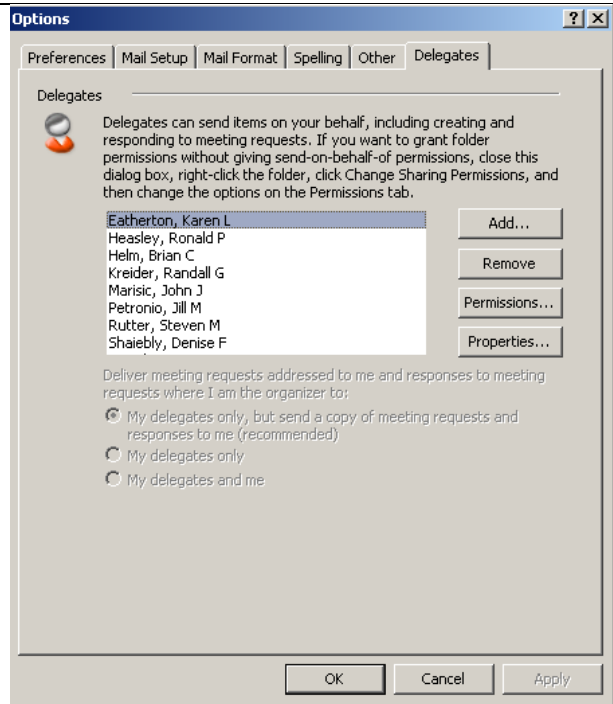 Options
Preferences Mail Setup Mail Format Spelling Other Delegates
Delegates
Delegates can send items on your behalf, including creating and
responding to meeting requests. If you want to grant folder
permissions without giving send-on-behalf-of permissions, close this
dialog box, right-click the folder, click Change Sharing Permissions, and
then change the options on the Permissions tab.
Eatherton, Karen L
Heasley, Ronald P
Helm, Brian C
Kreider, Randall G
Marisic, John J
Petronio, Jill M
Rutter, Steven M
Shaiebly, Denise F
Add...
Remove
Permissions...
Properties...
Deliver meeting requests addressed to me and responses to meeting
requests where I am the organizer to:
My delegates only, but send a copy of meeting requests and
responses to me (recommended)
My delegates only
My delegates and me
OK Cancel Apply